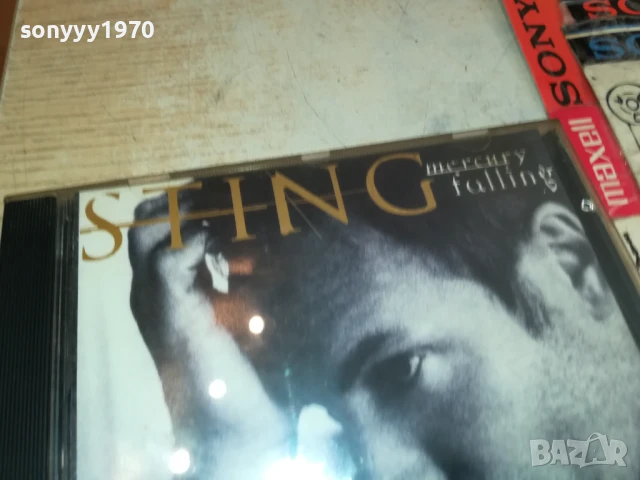 sonyyy1970
STING
mercury
falling
SONY
maxell
BAZAR